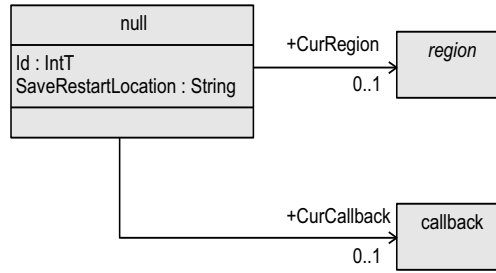 null
Id : IntT
SaveRestartLocation : String
+CurRegion
0..1
region
+CurCallback
0..1
callback